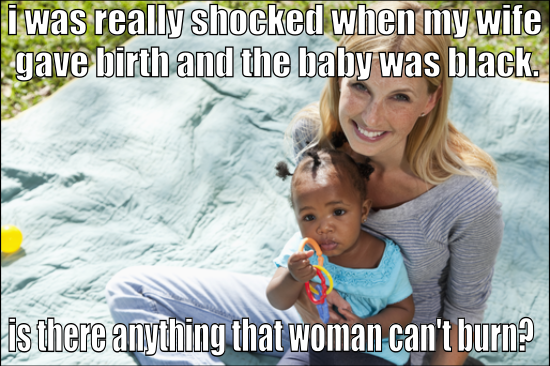 i was really shocked when my wife
gave birth and the baby was black.
is there anything that woman can't burn?